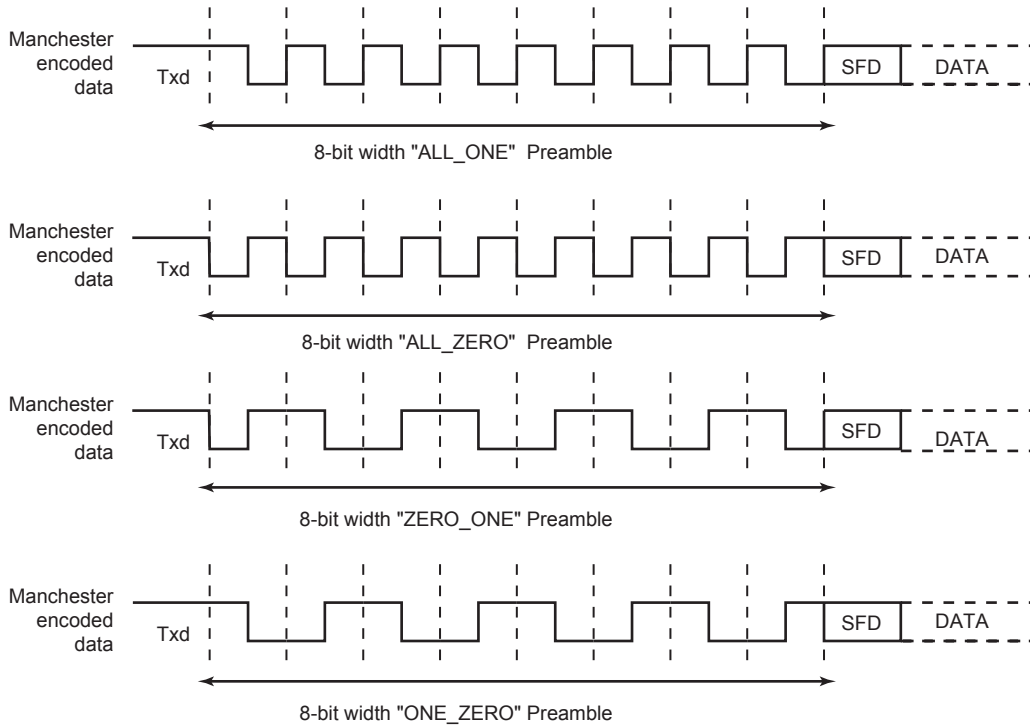 Manchester
encoded
data
Txd
SFD
DATA
8-bit width "ALL_ONE" Preamble
Manchester
encoded
data
Txd
SFD
DATA
8-bit width "ALL_ZERO" Preamble
Manchester
encoded
data
Txd
SFD
DATA
8-bit width "ZERO_ONE" Preamble
Manchester
encoded
data
Txd
SFD
DATA
8-bit width "ONE_ZERO" Preamble